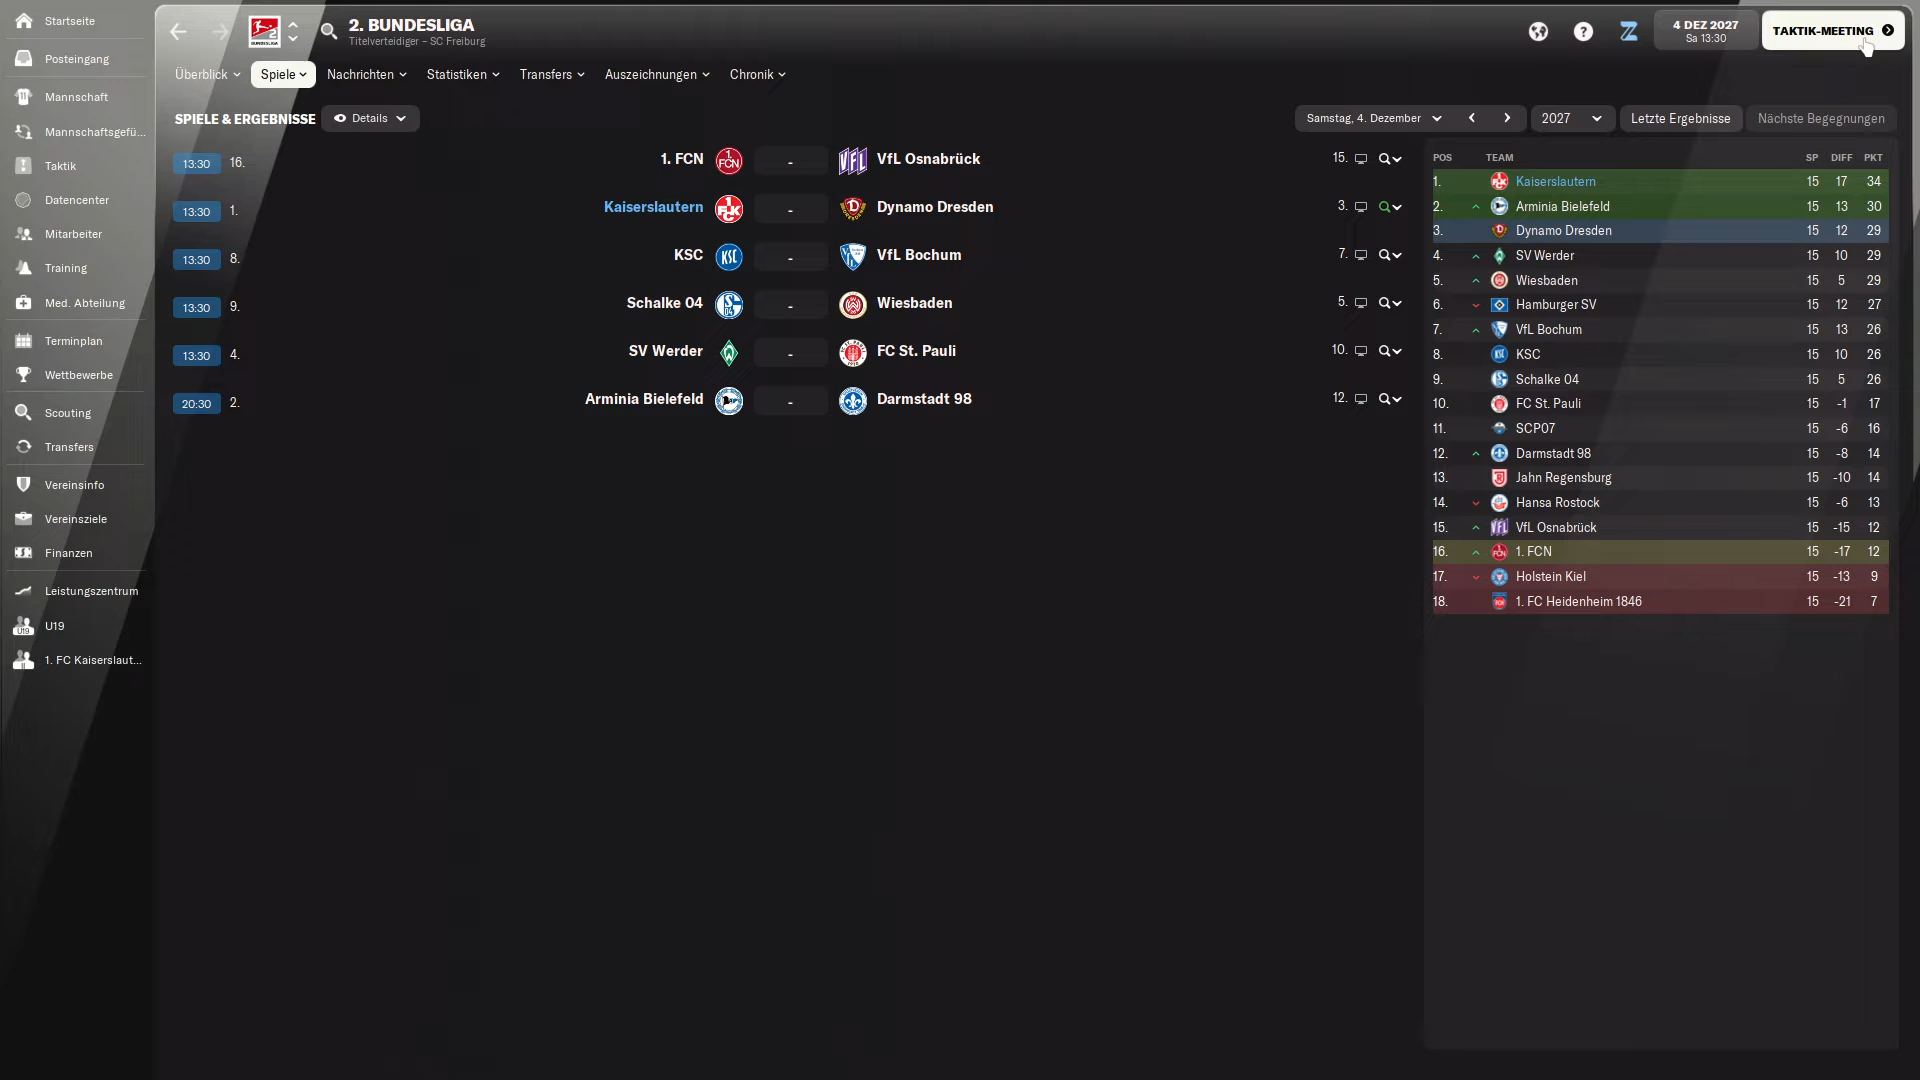 Startseite
Posteingang
Mannschaft
Mannschaftsgefü...
Taktik
Datencenter
Mitarbeiter
Training
Med. Abteilung
Terminplan
Wettbewerbe
Scouting
Transfers
Vereinsinfo
Vereinsziele
Finanzen
Leistungszentrum
U19
1. FC Kaiserslaut...
2. BUNDESLIGA
Titelverteidiger – SC Freiburg
4 DEZ 2027
Sa 13:30
TAKTIK-MEETING
Überblick Spiele Nachrichten Statistiken Transfers Auszeichnungen Chronik
SPIELE & ERGEBNISSE Details
Samstag, 4. Dezember 2027 Letzte Ergebnisse Nächste Begegnungen
13:30 16. 1. FCN - VfL Osnabrück 15.
13:30 1. Kaiserslautern - Dynamo Dresden 3.
13:30 8. KSC - VfL Bochum 7.
13:30 9. Schalke 04 - Wiesbaden 5.
13:30 4. SV Werder - FC St. Pauli 10.
20:30 2. Arminia Bielefeld - Darmstadt 98 12.
POS TEAM SP DIFF PKT
1. Kaiserslautern 15 17 34
2. Arminia Bielefeld 15 13 30
3. Dynamo Dresden 15 12 29
4. SV Werder 15 10 29
5. Wiesbaden 15 5 29
6. Hamburger SV 15 12 27
7. VfL Bochum 15 13 26
8. KSC 15 10 26
9. Schalke 04 15 5 26
10. FC St. Pauli 15 -1 17
11. SCP07 15 -6 16
12. Darmstadt 98 15 -8 14
13. Jahn Regensburg 15 -10 14
14. Hansa Rostock 15 -6 13
15. VfL Osnabrück 15 -15 12
16. 1. FCN 15 -17 12
17. Holstein Kiel 15 -13 9
18. 1. FC Heidenheim 1846 15 -21 7